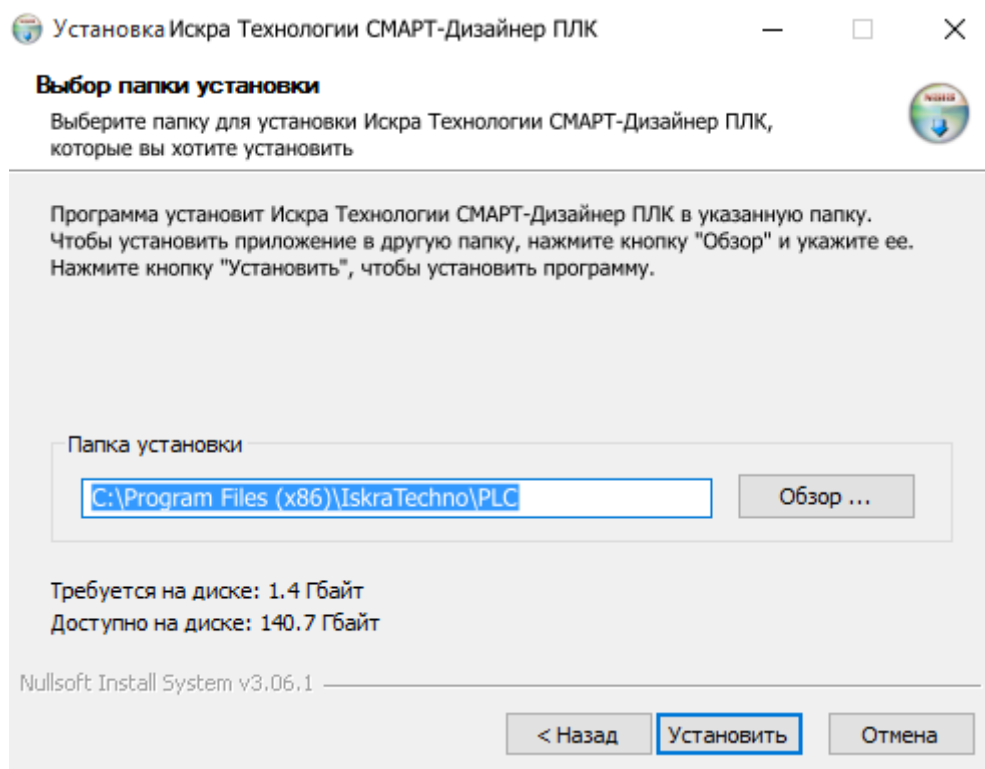 Установка Искра Технологии СМАРТ-Дизайнер ПЛК
Выбор папки установки
Выберите папку для установки Искра Технологии СМАРТ-Дизайнер ПЛК,
которые вы хотите установить
Программа установит Искра Технологии СМАРТ-Дизайнер ПЛК в указанную папку.
Чтобы установить приложение в другую папку, нажмите кнопку "Обзор" и укажите ее.
Нажмите кнопку "Установить", чтобы установить программу.
Папка установки
C:\Program Files (x86)\IskraTechno\PLC
Обзор ...
Требуется на диске: 1.4 Гбайт
Доступно на диске: 140.7 Гбайт
Nullsoft Install System v3.06.1
< Назад
Установить
Отмена